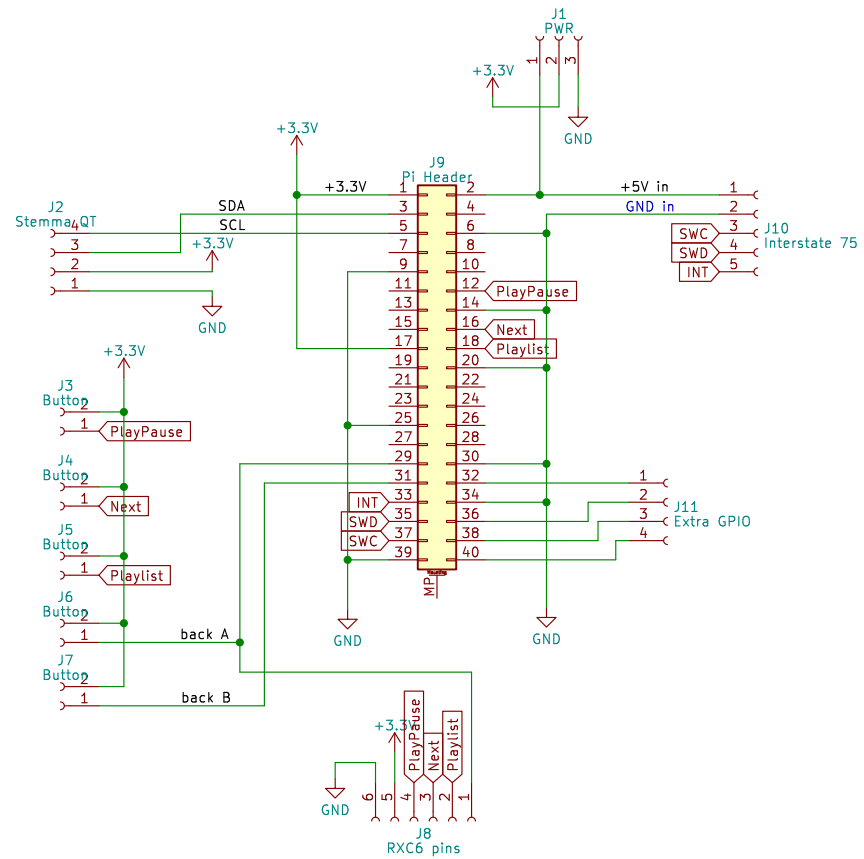 J1
PWR
1
2
3
+3.3V
GND
+3.3V
J9
Pi Header
+3.3V
1
2
3
4
5
6
7
8
9
10
11
12
13
14
15
16
17
18
19
20
21
22
23
24
25
26
27
28
29
30
31
32
33
34
35
36
37
38
39
40
MP
PlayPause
Next
Playlist
INT
SWD
SWC
GND
GND
+5V in
GND in
1
2
3
4
5
SWC
SWD
INT
J10
Interstate 75
J2
Stemma QT
SDA
SCL
4
3
2
1
+3.3V
GND
+3.3V
J3
Button
2
1
PlayPause
J4
Button
2
1
Next
J5
Button
2
1
Playlist
J6
Button
2
1
back A
J7
Button
2
1
back B
1
2
3
4
J11
Extra GPIO
+3.3V
PlayPause
Next
Playlist
GND
6
5
4
3
2
1
J8
RXC6 pins